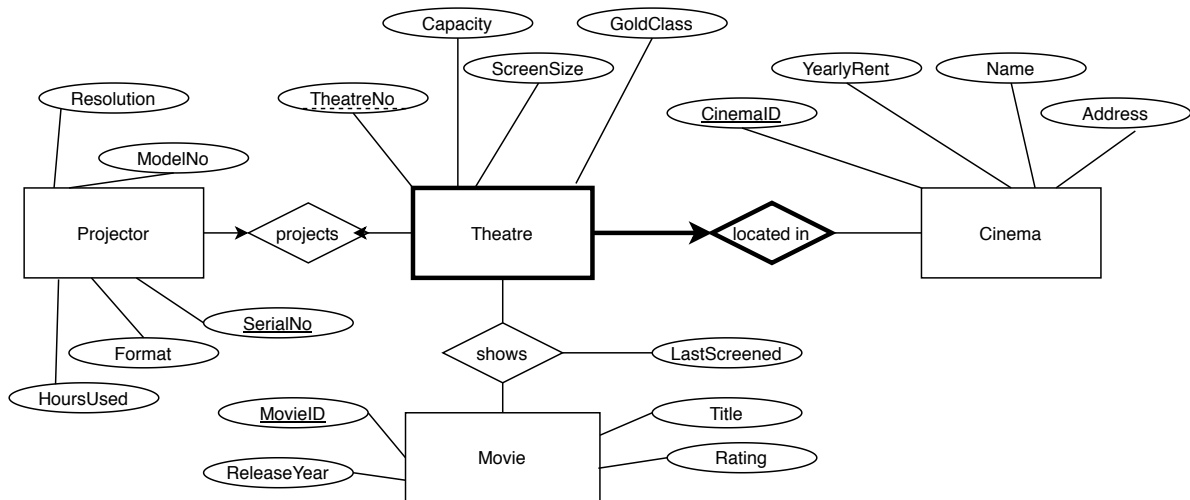 Capacity
GoldClass
ScreenSize
YearlyRent
Name
Resolution
TheatreNo
CinemaID
Address
ModelNo
Projector
projects
Theatre
located in
Cinema
SerialNo
Format
shows
LastScreened
HoursUsed
MovieID
Title
Movie
Rating
ReleaseYear